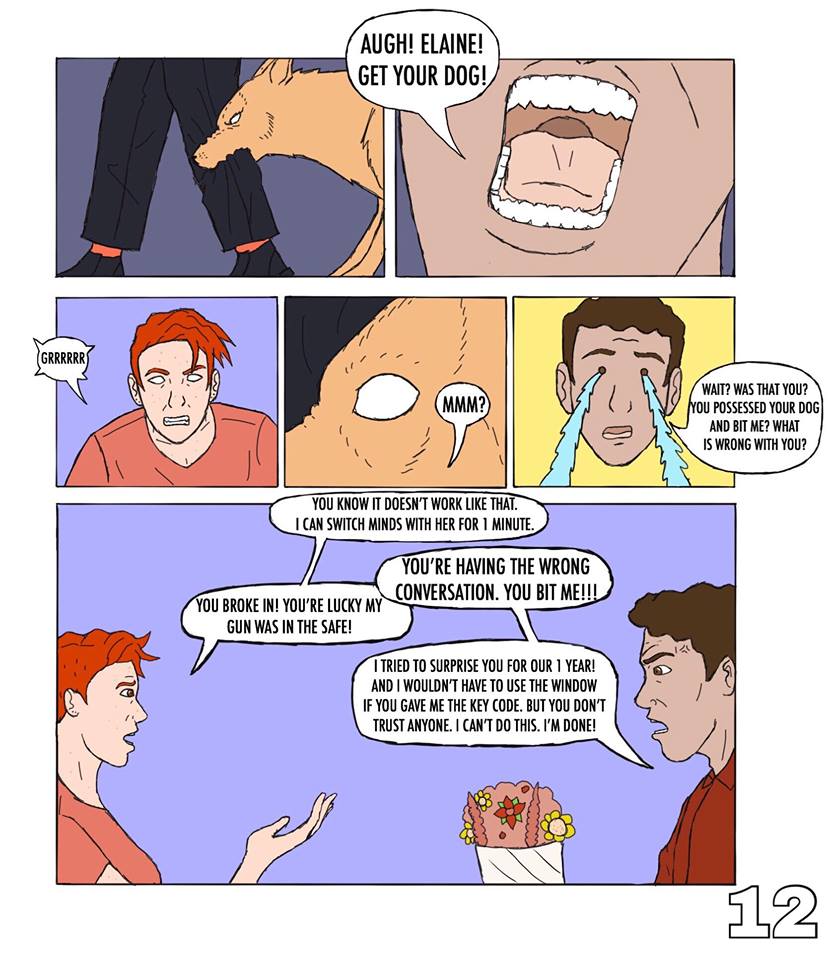 AUGH! ELAINE!
GET YOUR DOG!
GRRRRRR
MMM?
WAIT? WAS THAT YOU?
YOU POSSESSED YOUR DOG
AND BIT ME? WHAT
IS WRONG WITH YOU?
YOU KNOW IT DOESN'T WORK LIKE THAT.
I CAN SWITCH MINDS WITH HER FOR 1 MINUTE.
YOU'RE HAVING THE WRONG
CONVERSATION. YOU BIT ME!!!
YOU BROKE IN! YOU'RE LUCKY MY
GUN WAS IN THE SAFE!
I TRIED TO SURPRISE YOU FOR OUR 1 YEAR!
AND I WOULDN'T HAVE TO USE THE WINDOW
IF YOU GAVE ME THE KEY CODE. BUT YOU DON'T
TRUST ANYONE. I CAN'T DO THIS. I'M DONE!
12